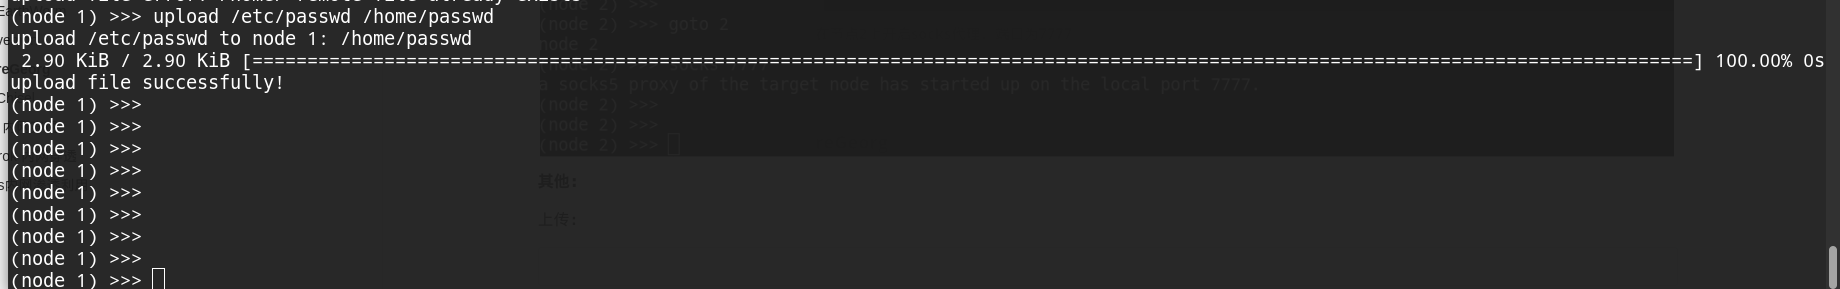 (node 1) >>> upload /etc/passwd /home/passwd
upload /etc/passwd to node 1: /home/passwd
2.90 KiB / 2.90 KiB [=====================================================================================================================================] 100.00% 0s
upload file successfully!
(node 1) >>>
(node 1) >>>
(node 1) >>>
(node 1) >>>
(node 1) >>>
(node 1) >>>
(node 1) >>>
(node 1) >>>
(node 1) >>>
(node 2) >>>
(node 2) >>> goto 2
node 2
a socks5 proxy of the target node has started up on the local port 7777.
(node 2) >>>
(node 2) >>>
(node 2) >>>
其他:
上传: